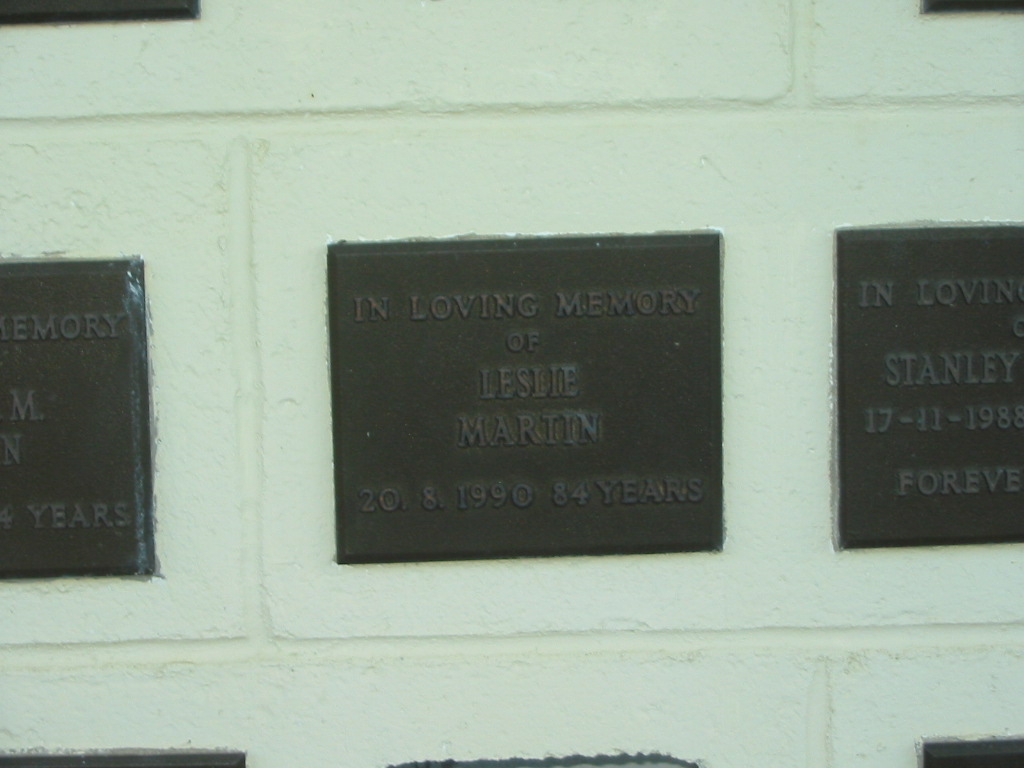 MEMORY
M.
N
4 YEARS
IN LOVING MEMORY
OF
LESLIE
MARTIN
20. 8. 1990 84 YEARS
IN LOVING
STANLEY
17-11-1988
FOREVE